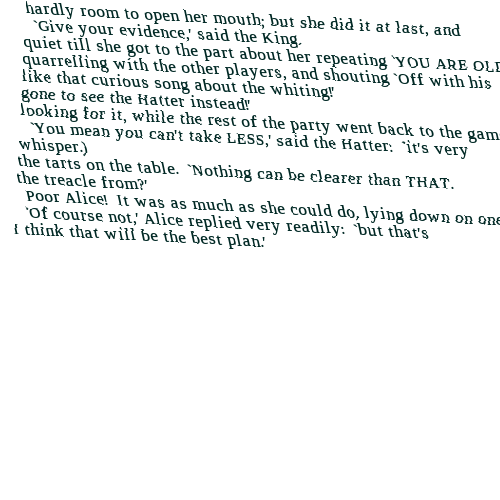 hardly room to open her mouth; but she did it at last, and
`Give your evidence,' said the King.
quiet till she got to the part about her repeating `YOU ARE OLD
quarrelling with the other players, and shouting `Off with his
like that curious song about the whiting!'
gone to see the Hatter instead!'
looking for it, while the rest of the party went back to the gam
`You mean you can't take LESS,' said the Hatter:  `it's very
whisper.)
the tarts on the table.  `Nothing can be clearer than THAT.
the treacle from?'
Poor Alice!  It was as much as she could do, lying down on one
`Of course not,' Alice replied very readily:  `but that's
I think that will be the best plan.'